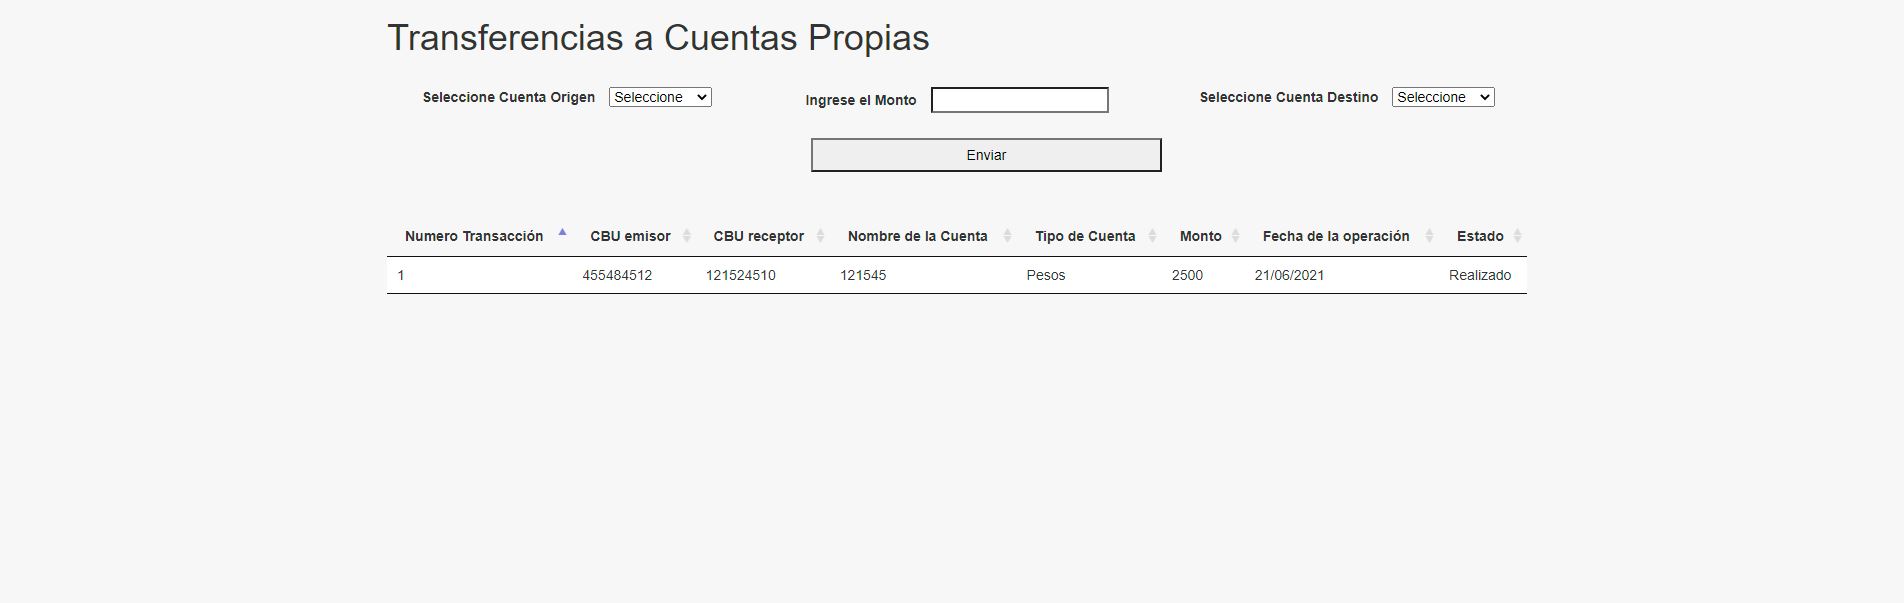 Transferencias a Cuentas Propias
Seleccione Cuenta Origen Seleccione Ingrese el Monto Seleccione Cuenta Destino Seleccione
Enviar
Numero Transacción CBU emisor CBU receptor Nombre de la Cuenta Tipo de Cuenta Monto Fecha de la operación Estado
1 455484512 121524510 121545 Pesos 2500 21/06/2021 Realizado